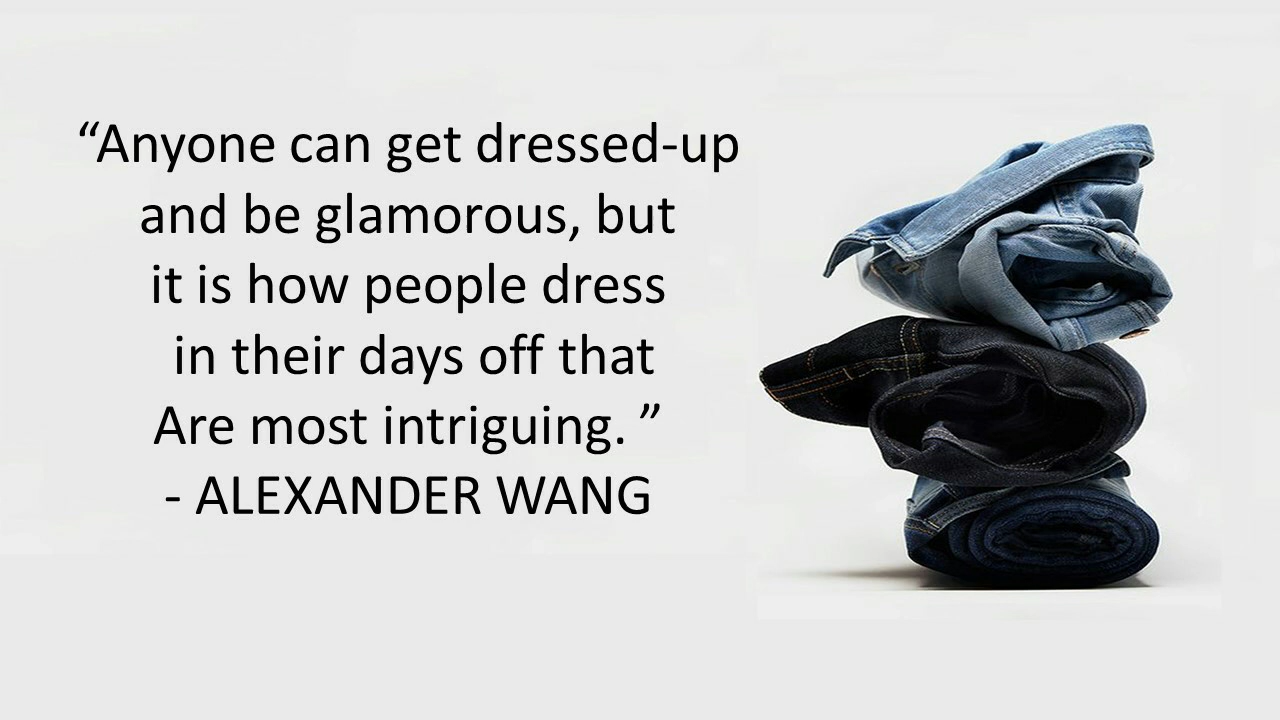 “Anyone can get dressed-up
and be glamorous, but
it is how people dress
in their days off that
Are most intriguing. ”
- ALEXANDER WANG